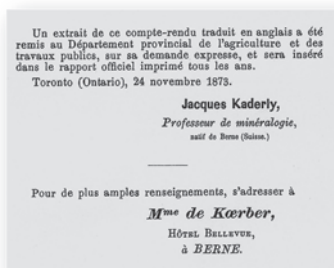 Un extrait de ce compte-rendu traduit en anglais a été
remis au Département provincial de l'agriculture et des
travaux publics, sur sa demande expresse, et sera inséré
dans le rapport officiel imprimé tous les ans.
Toronto (Ontario), 24 novembre 1873.
Jacques Kaderly,
Professeur de minéralogie,
natif de Berne (Suisse.)
Pour de plus amples renseignements, s'adresser à
Mme de Kœrber,
HÔTEL BELLEVUE,
à BERNE.